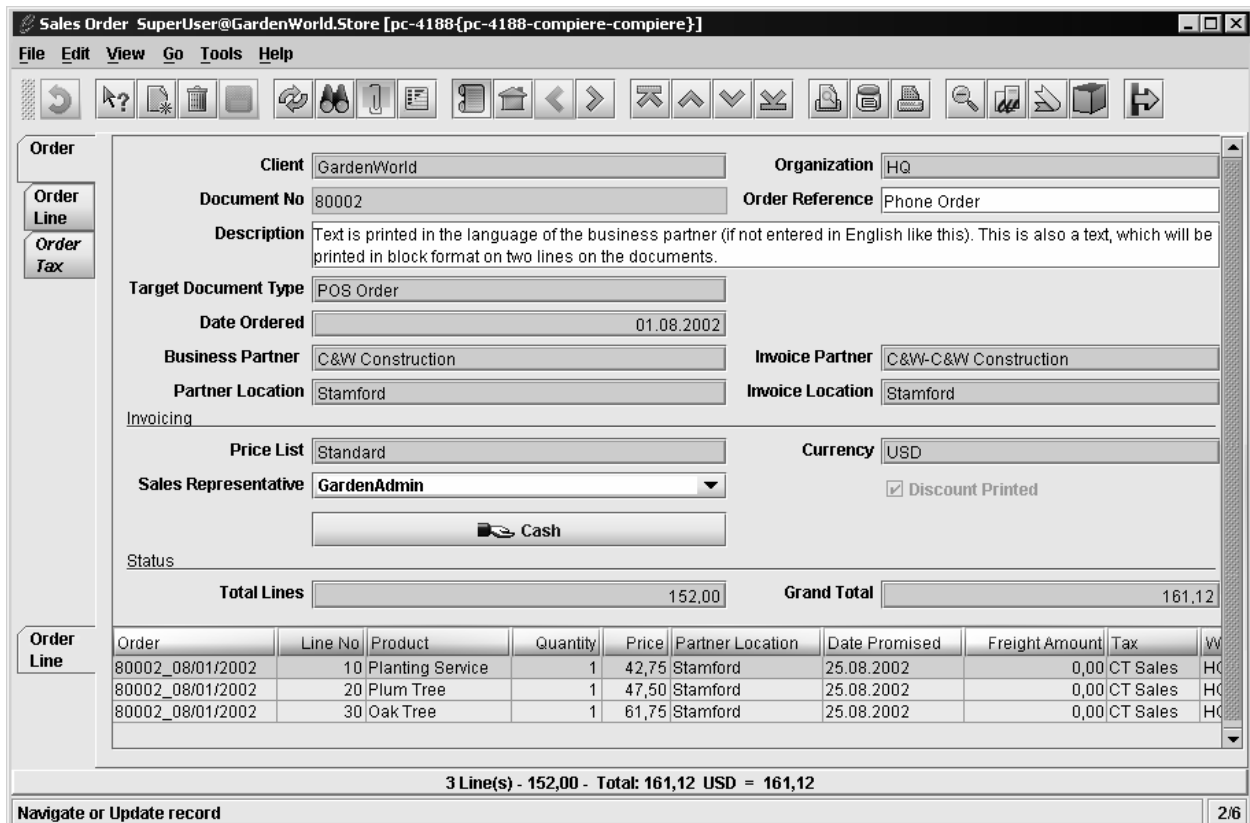 Sales Order SuperUser@GardenWorld.Store [pc-4188{pc-4188-compiere-compiere}]
File Edit View Go Tools Help
Order
Order Line
Order Tax
Client GardenWorld Organization HQ
Document No 80002 Order Reference Phone Order
Description Text is printed in the language of the business partner (if not entered in English like this). This is also a text, which will be
printed in block format on two lines on the documents.
Target Document Type POS Order
Date Ordered 01.08.2002
Business Partner C&W Construction Invoice Partner C&W-C&W Construction
Partner Location Stamford Invoice Location Stamford
Invoicing
Price List Standard Currency USD
Sales Representative GardenAdmin Discount Printed
Cash
Status
Total Lines 152,00 Grand Total 161,12
Order Line
Order Line No Product Quantity Price Partner Location Date Promised Freight Amount Tax W
80002_08/01/2002 10 Planting Service 1 42,75 Stamford 25.08.2002 0,00 CT Sales HQ
80002_08/01/2002 20 Plum Tree 1 47,50 Stamford 25.08.2002 0,00 CT Sales HQ
80002_08/01/2002 30 Oak Tree 1 61,75 Stamford 25.08.2002 0,00 CT Sales HQ
3 Line(s) - 152,00 - Total: 161,12 USD = 161,12
Navigate or Update record 2/6